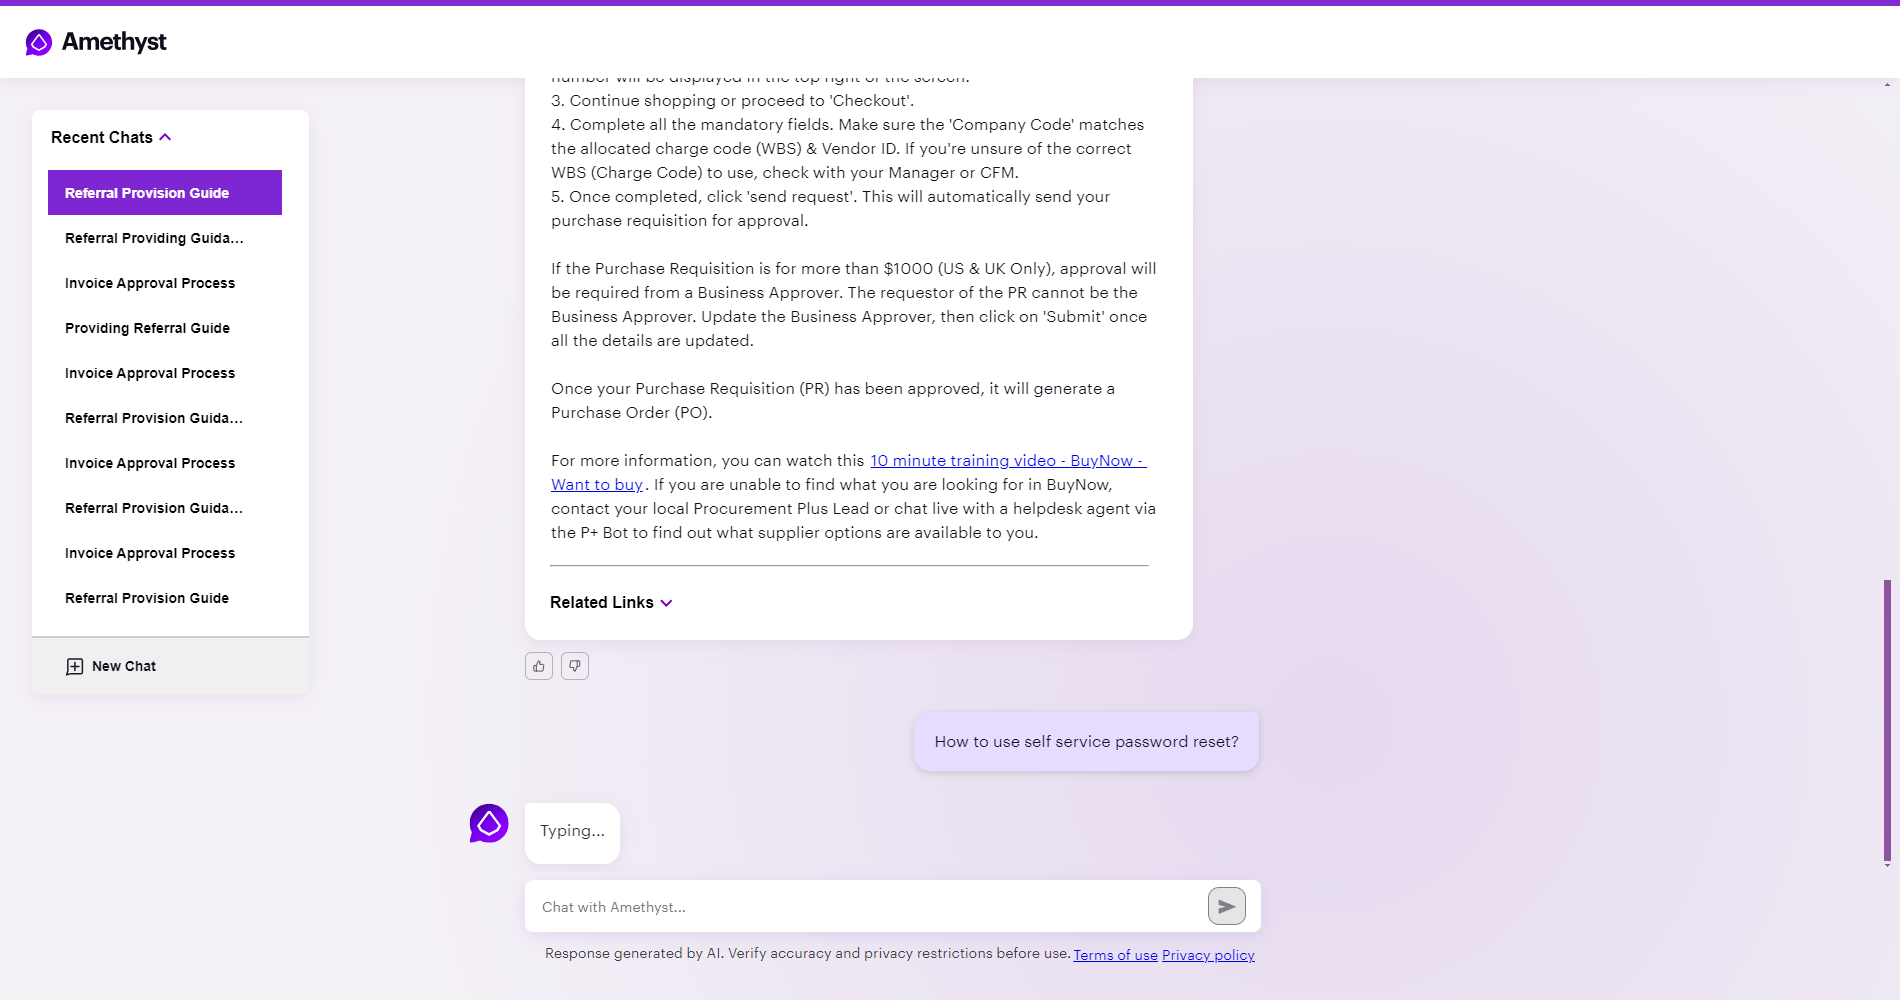 Amethyst
Recent Chats
Referral Provision Guide
Referral Providing Guida...
Invoice Approval Process
Providing Referral Guide
Invoice Approval Process
Referral Provision Guida...
Invoice Approval Process
Referral Provision Guida...
Invoice Approval Process
Referral Provision Guide
New Chat
number will be displayed in the top right of the screen.
3. Continue shopping or proceed to 'Checkout'.
4. Complete all the mandatory fields. Make sure the 'Company Code' matches
the allocated charge code (WBS) & Vendor ID. If you're unsure of the correct
WBS (Charge Code) to use, check with your Manager or CFM.
5. Once completed, click 'send request'. This will automatically send your
purchase requisition for approval.
If the Purchase Requisition is for more than $1000 (US & UK Only), approval will
be required from a Business Approver. The requestor of the PR cannot be the
Business Approver. Update the Business Approver, then click on 'Submit' once
all the details are updated.
Once your Purchase Requisition (PR) has been approved, it will generate a
Purchase Order (PO).
For more information, you can watch this 10 minute training video - BuyNow -
Want to buy. If you are unable to find what you are looking for in BuyNow,
contact your local Procurement Plus Lead or chat live with a helpdesk agent via
the P+ Bot to find out what supplier options are available to you.
Related Links
How to use self service password reset?
Typing...
Chat with Amethyst...
Response generated by AI. Verify accuracy and privacy restrictions before use. Terms of use Privacy policy